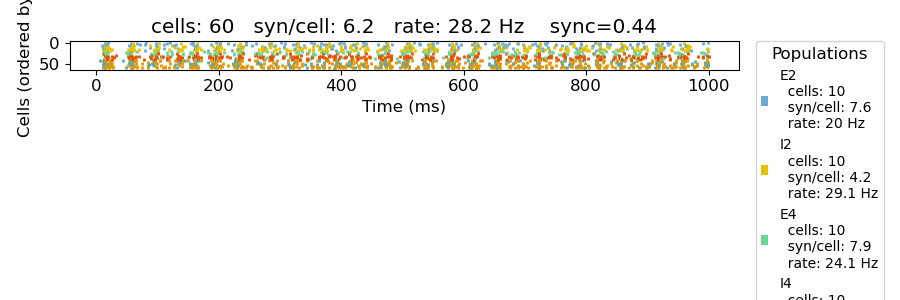 cells: 60   syn/cell: 6.2   rate: 28.2 Hz    sync=0.44
Cells (ordered by
0
50
0
200
400
600
800
1000
Time (ms)
Populations
E2
cells: 10
syn/cell: 7.6
rate: 20 Hz
I2
cells: 10
syn/cell: 4.2
rate: 29.1 Hz
E4
cells: 10
syn/cell: 7.9
rate: 24.1 Hz
I4
cells: 10